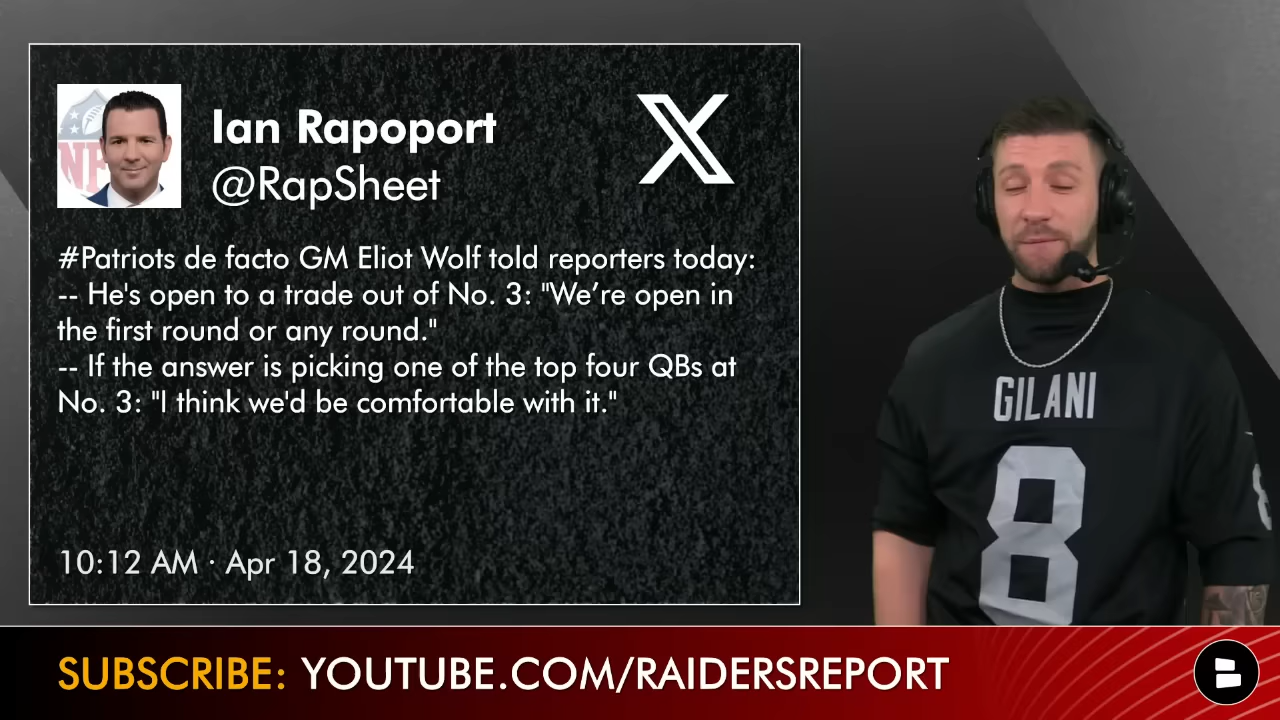 Ian Rapoport
@RapSheet
#Patriots de facto GM Eliot Wolf told reporters today:
-- He's open to a trade out of No. 3: "We’re open in
the first round or any round."
-- If the answer is picking one of the top four QBs at
No. 3: "I think we'd be comfortable with it."
10:12 AM · Apr 18, 2024
GILANI
8
8
SUBSCRIBE: YOUTUBE.COM/RAIDERSREPORT